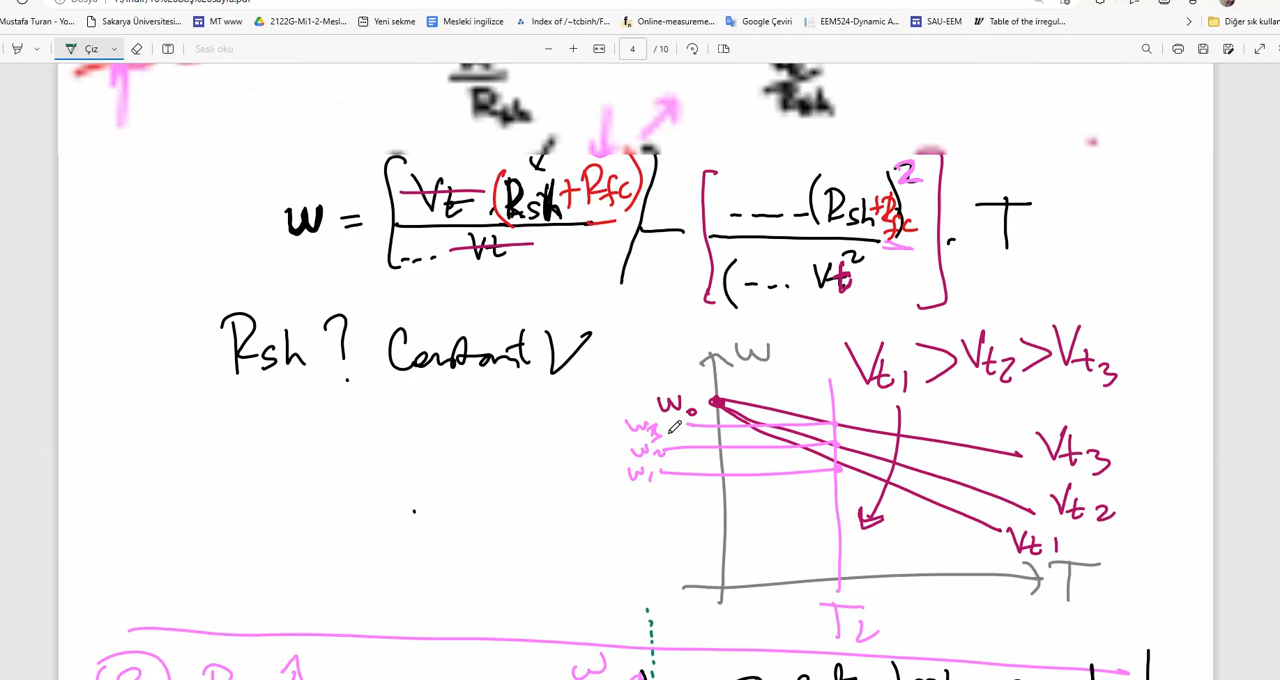 Mustafa Turan - Yo...
Sakarya Üniversitesi...
MT www
2122G-Mi1-2-Mesl...
Yeni sekme
Mesleki ingilizce
Index of /~tcbinh/F...
Online-measureme...
Google Çeviri
EEM524-Dynamic A...
SAU-EEM
Table of the irregul...
Diğer sık kullan
Çiz
Sesli oku
4 / 10
Rsh
w = [Vt . (Rsh + Rfc) / ... Vt] - [---- (Rsh + Rfc)² / (--- Vt²] . T
Rsh ? Constant V
w
Vt1 > Vt2 > Vt3
w0
w3
w2
w1
Vt3
Vt2
Vt1
T
T2
w